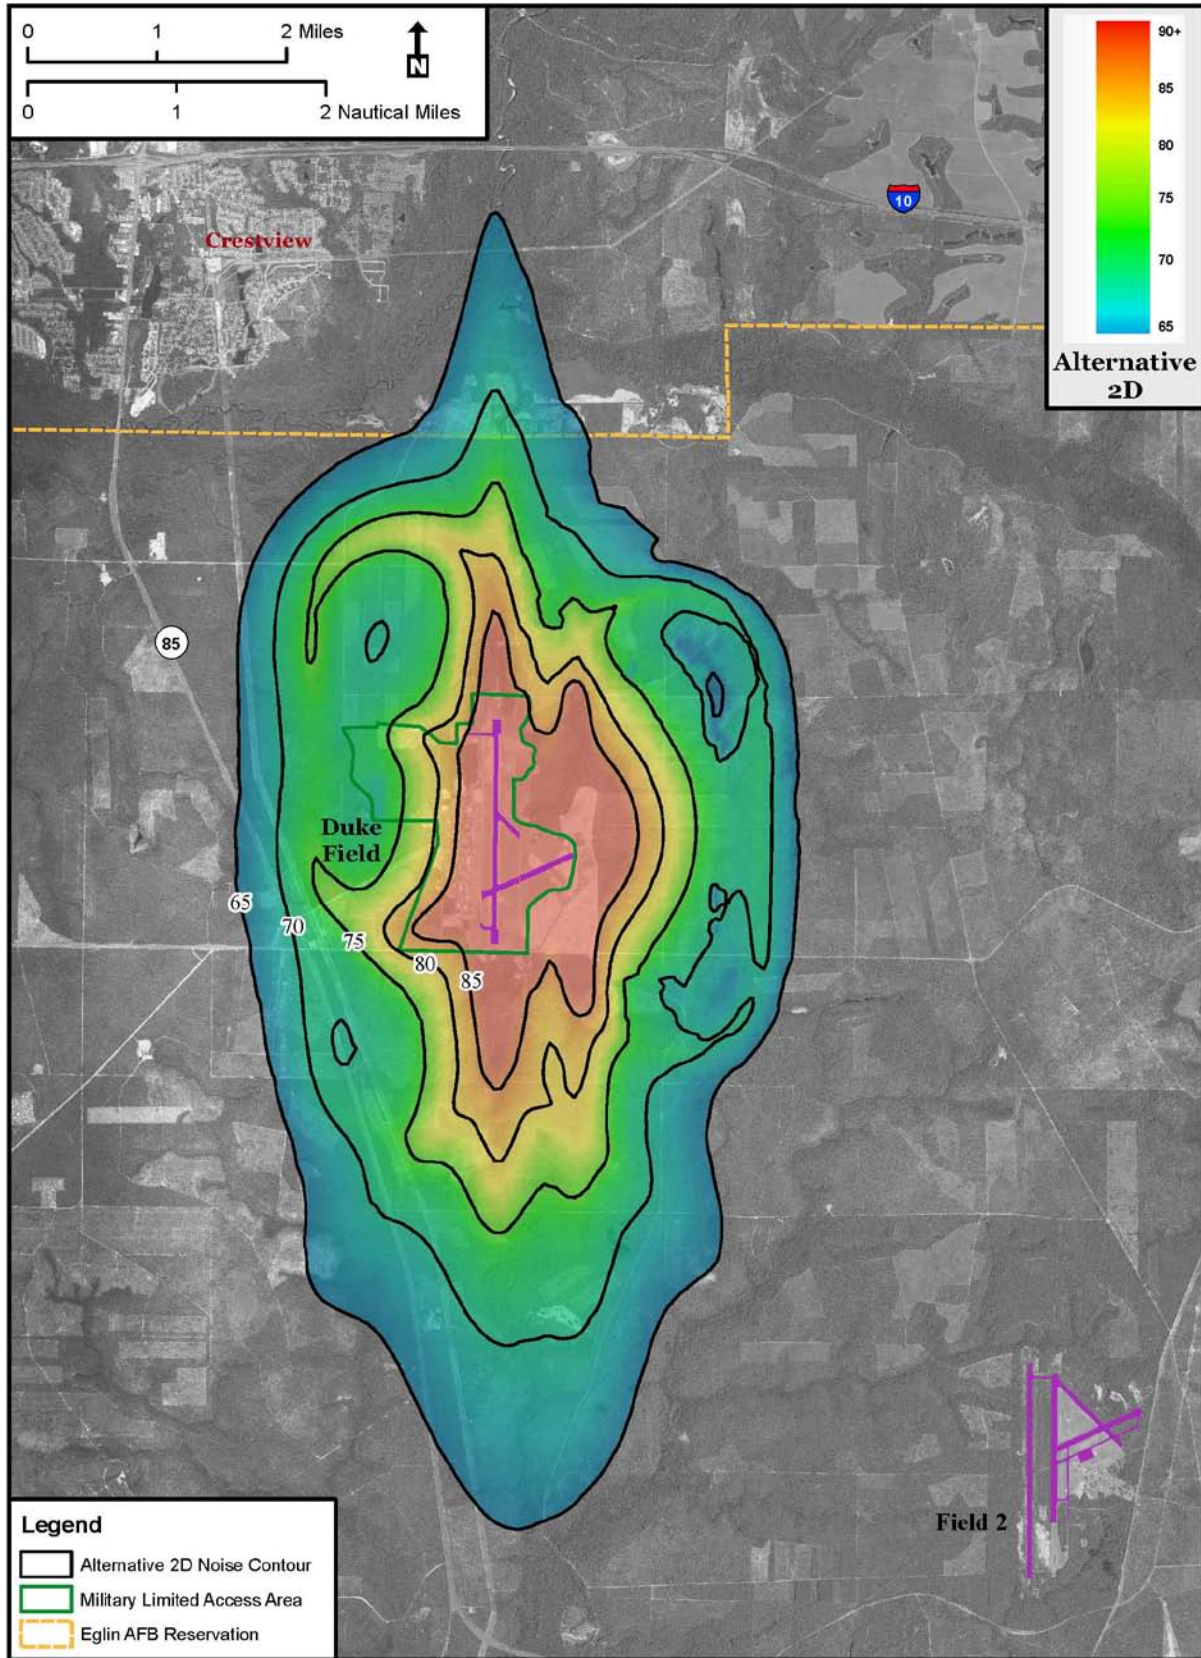 0 1 2 Miles
N
0 1 2 Nautical Miles
90+
85
80
75
70
65
Alternative
2D
10
Crestview
85
Duke
Field
65
70
75
80
85
Field 2
Legend
Alternative 2D Noise Contour
Military Limited Access Area
Eglin AFB Reservation